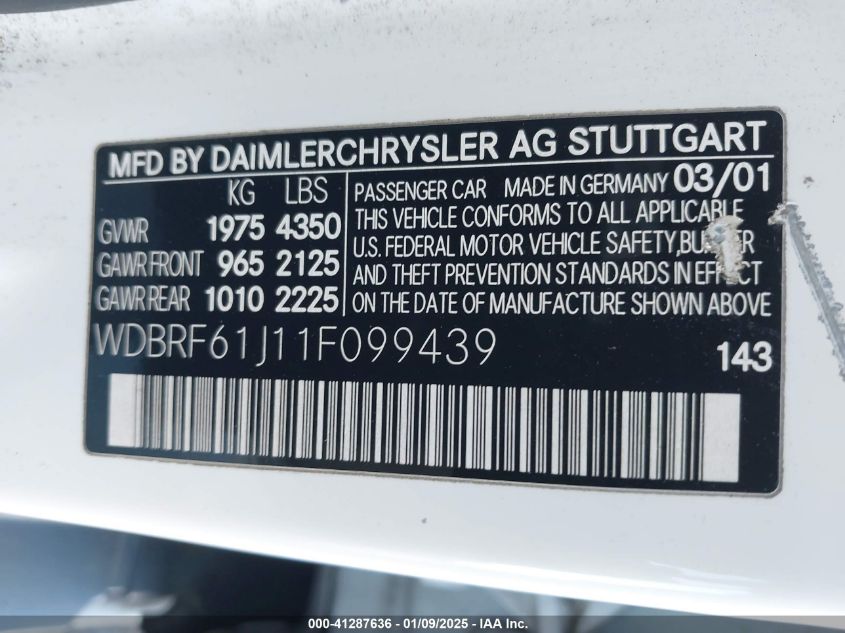 MFD BY DAIMLERCHRYSLER AG STUTTGART
KG LBS
GVWR 1975 4350
GAWR FRONT 965 2125
GAWR REAR 1010 2225
PASSENGER CAR MADE IN GERMANY 03/01
THIS VEHICLE CONFORMS TO ALL APPLICABLE
U.S. FEDERAL MOTOR VEHICLE SAFETY,
AND THEFT PREVENTION STANDARDS IN EFFECT
ON THE DATE OF MANUFACTURE SHOWN ABOVE
WDBRF61J11F099439
143
000-41287636 - 01/09/2025 - IAA Inc.